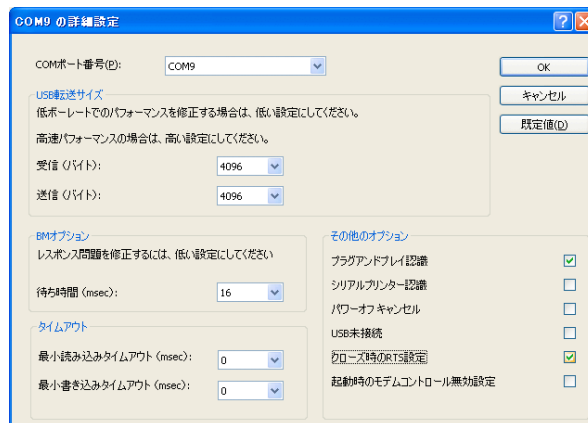 COM9 の詳細設定
COMポート番号(P):
COM9
OK
キャンセル
既定値(D)
USB転送サイズ
低ボーレートでのパフォーマンスを修正する場合は、低い設定にしてください。
高速パフォーマンスの場合は、高い設定にしてください。
受信 (バイト):
4096
送信 (バイト):
4096
BMオプション
レスポンス問題を修正するには、低い設定にしてください
待ち時間 (msec):
16
タイムアウト
最小読み込みタイムアウト (msec):
0
最小書き込みタイムアウト (msec):
0
その他のオプション
プラグアンドプレイ認識
シリアルプリンター認識
パワーオフ キャンセル
USB未接続
クローズ時のRTS設定
起動時のモデムコントロール無効設定